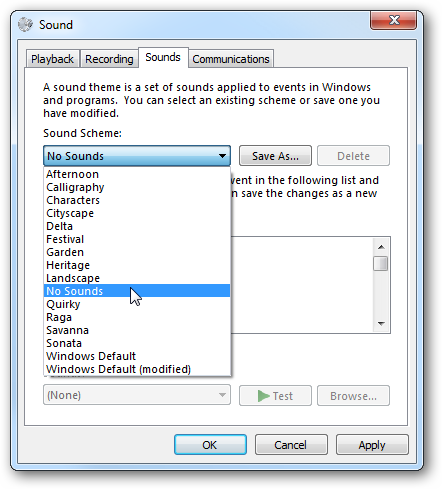 Sound
Playback Recording Sounds Communications
A sound theme is a set of sounds applied to events in Windows
and programs. You can select an existing scheme or save one you
have modified.
Sound Scheme:
No Sounds Save As... Delete
Afternoon
Calligraphy
Characters
Cityscape
Delta
Festival
Garden
Heritage
Landscape
No Sounds
Quirky
Raga
Savanna
Sonata
Windows Default
Windows Default (modified)
in the following list and
save the changes as a new
(None) Test Browse...
OK Cancel Apply